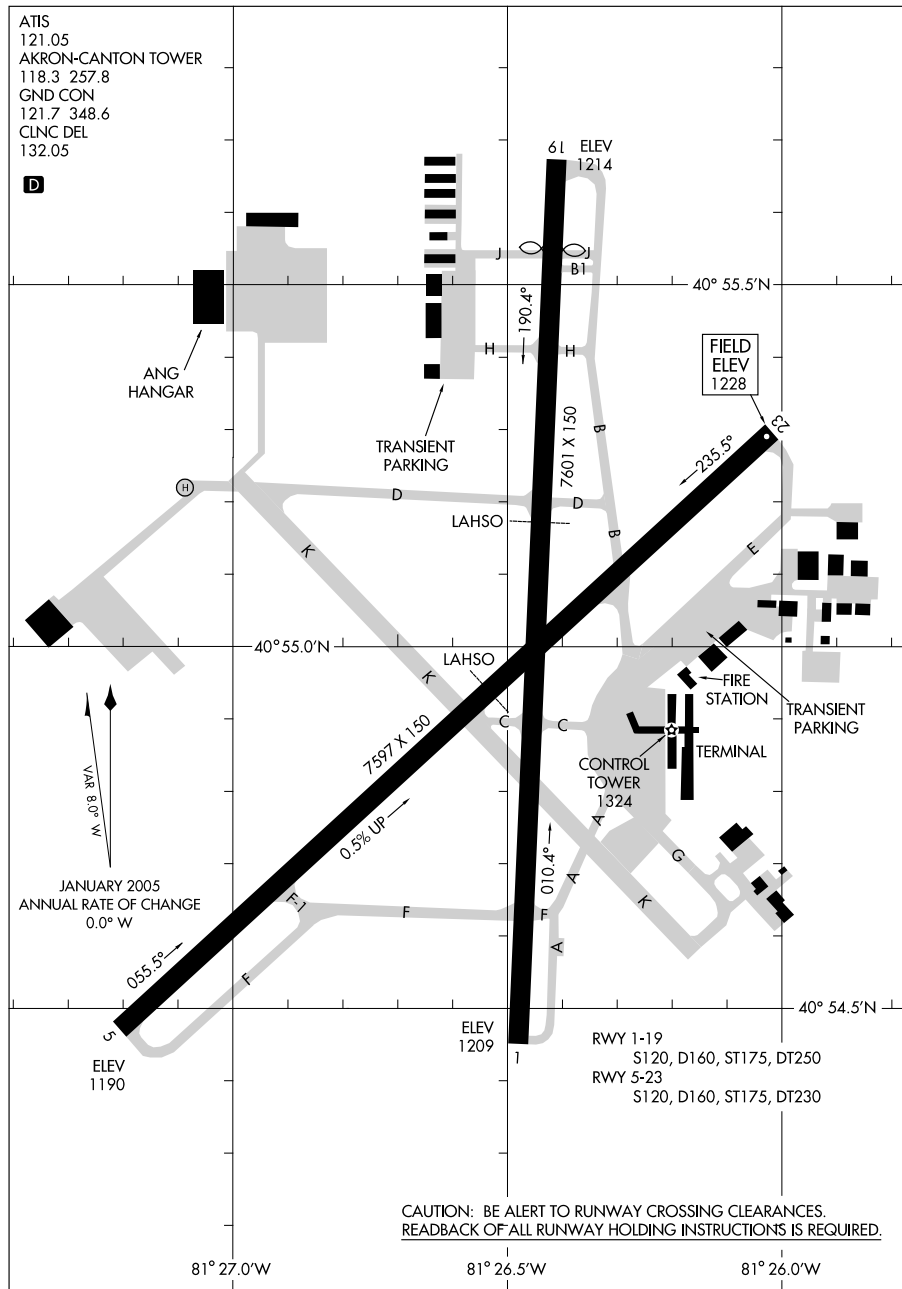 ATIS
121.05
AKRON-CANTON TOWER
118.3 257.8
GND CON
121.7 348.6
CLNC DEL
132.05
D
19
ELEV
1214
J
J
B1
40° 55.5'N
190.4°
ANG
HANGAR
H
H
FIELD
ELEV
1228
TRANSIENT
PARKING
7601 X 150
B
23
235.5°
H
D
D
LAHSO
B
K
E
40° 55.0'N
LAHSO
K
FIRE
STATION
TRANSIENT
PARKING
C
C
7597 X 150
TERMINAL
CONTROL
TOWER
1324
VAR 8.0° W
0.5% UP
A
G
010.4°
A
JANUARY 2005
ANNUAL RATE OF CHANGE
0.0° W
F-1
F
F
K
A
055.5°
F
40° 54.5'N
5
ELEV
1190
ELEV
1209
1
RWY 1-19
S120, D160, ST175, DT250
RWY 5-23
S120, D160, ST175, DT230
CAUTION: BE ALERT TO RUNWAY CROSSING CLEARANCES.
READBACK OF ALL RUNWAY HOLDING INSTRUCTIONS IS REQUIRED.
81° 27.0'W
81° 26.5'W
81° 26.0'W